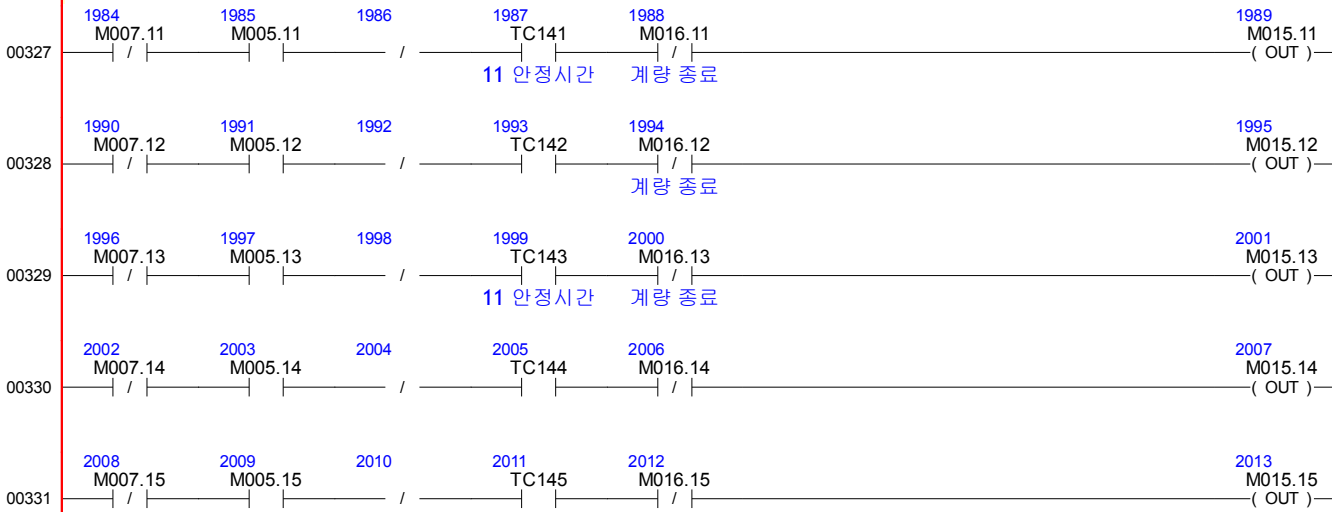 1984 1985 1986 1987 1988 1989
M007.11 M005.11 TC141 M016.11 M015.11
00327 / / / ( OUT )
11 안정시간 계량 종료
1990 1991 1992 1993 1994 1995
M007.12 M005.12 TC142 M016.12 M015.12
00328 / / / ( OUT )
계량 종료
1996 1997 1998 1999 2000 2001
M007.13 M005.13 TC143 M016.13 M015.13
00329 / / / ( OUT )
11 안정시간 계량 종료
2002 2003 2004 2005 2006 2007
M007.14 M005.14 TC144 M016.14 M015.14
00330 / / / ( OUT )
2008 2009 2010 2011 2012 2013
M007.15 M005.15 TC145 M016.15 M015.15
00331 / / / ( OUT )